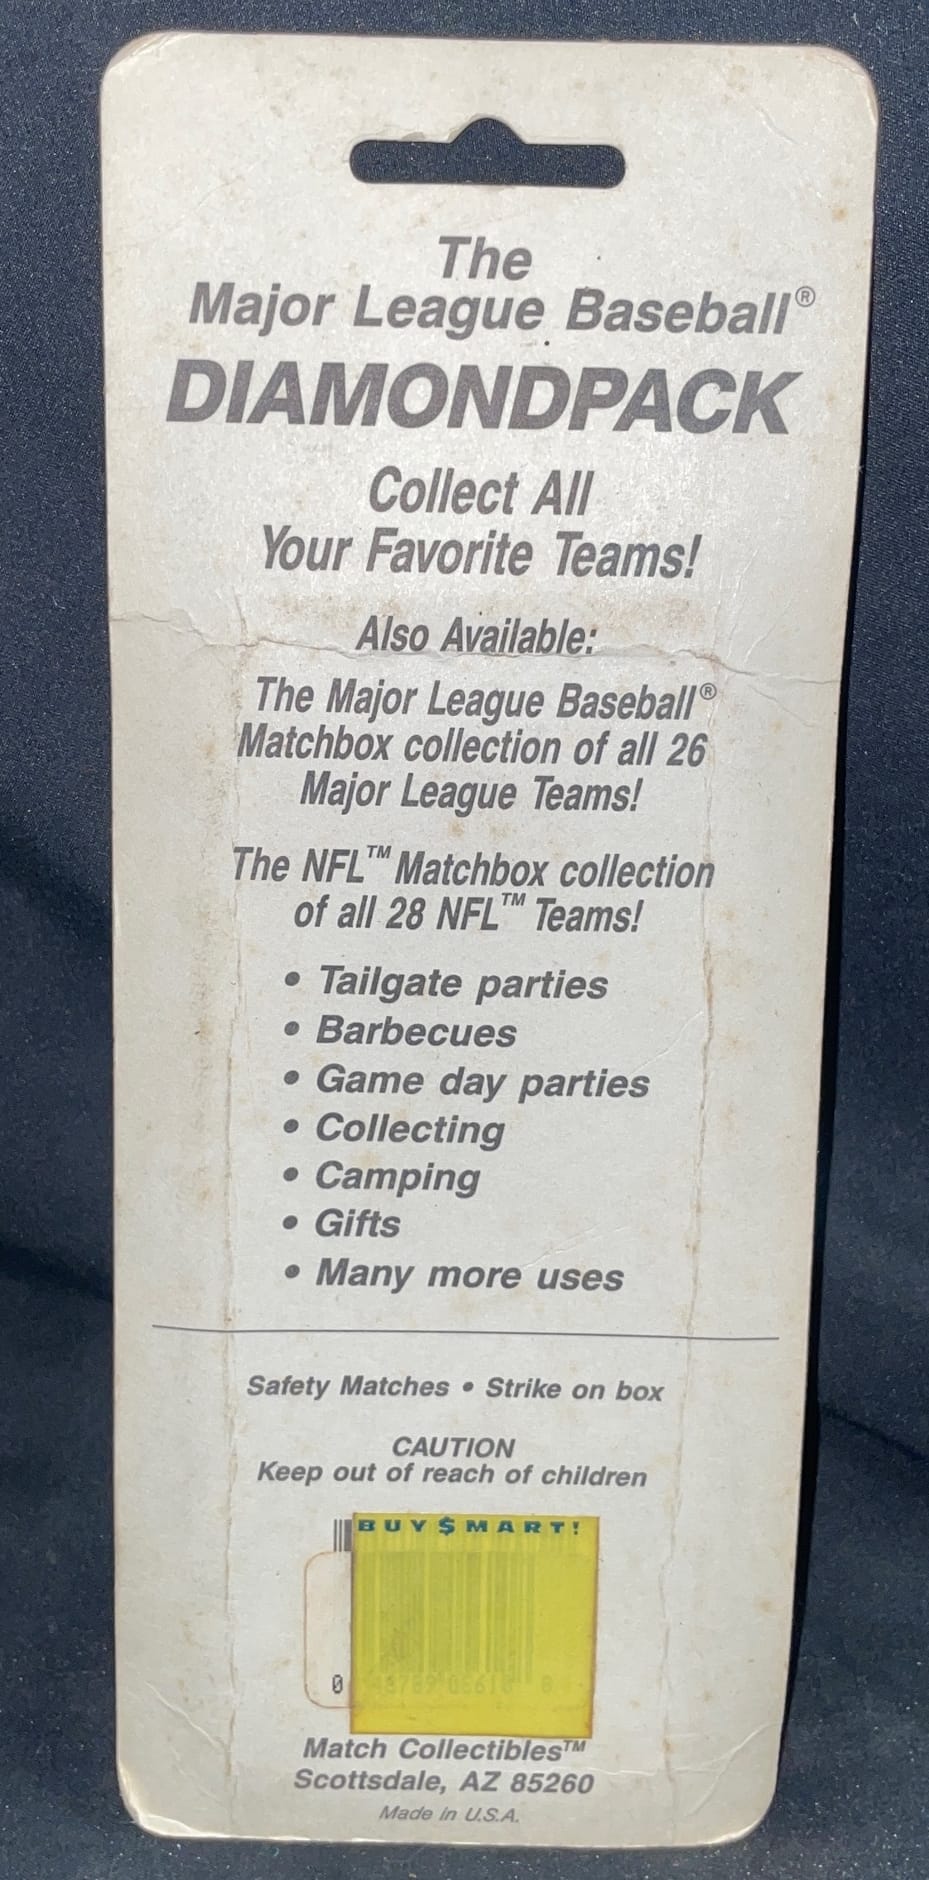 The
Major League Baseball®
DIAMONDPACK
Collect All
Your Favorite Teams!
Also Available:
The Major League Baseball®
Matchbox collection of all 26
Major League Teams!
The NFL™ Matchbox collection
of all 28 NFL™ Teams!
• Tailgate parties
• Barbecues
• Game day parties
• Collecting
• Camping
• Gifts
• Many more uses
Safety Matches • Strike on box
CAUTION
Keep out of reach of children
BUY$MART!
0
Match Collectibles™
Scottsdale, AZ 85260
Made in U.S.A.